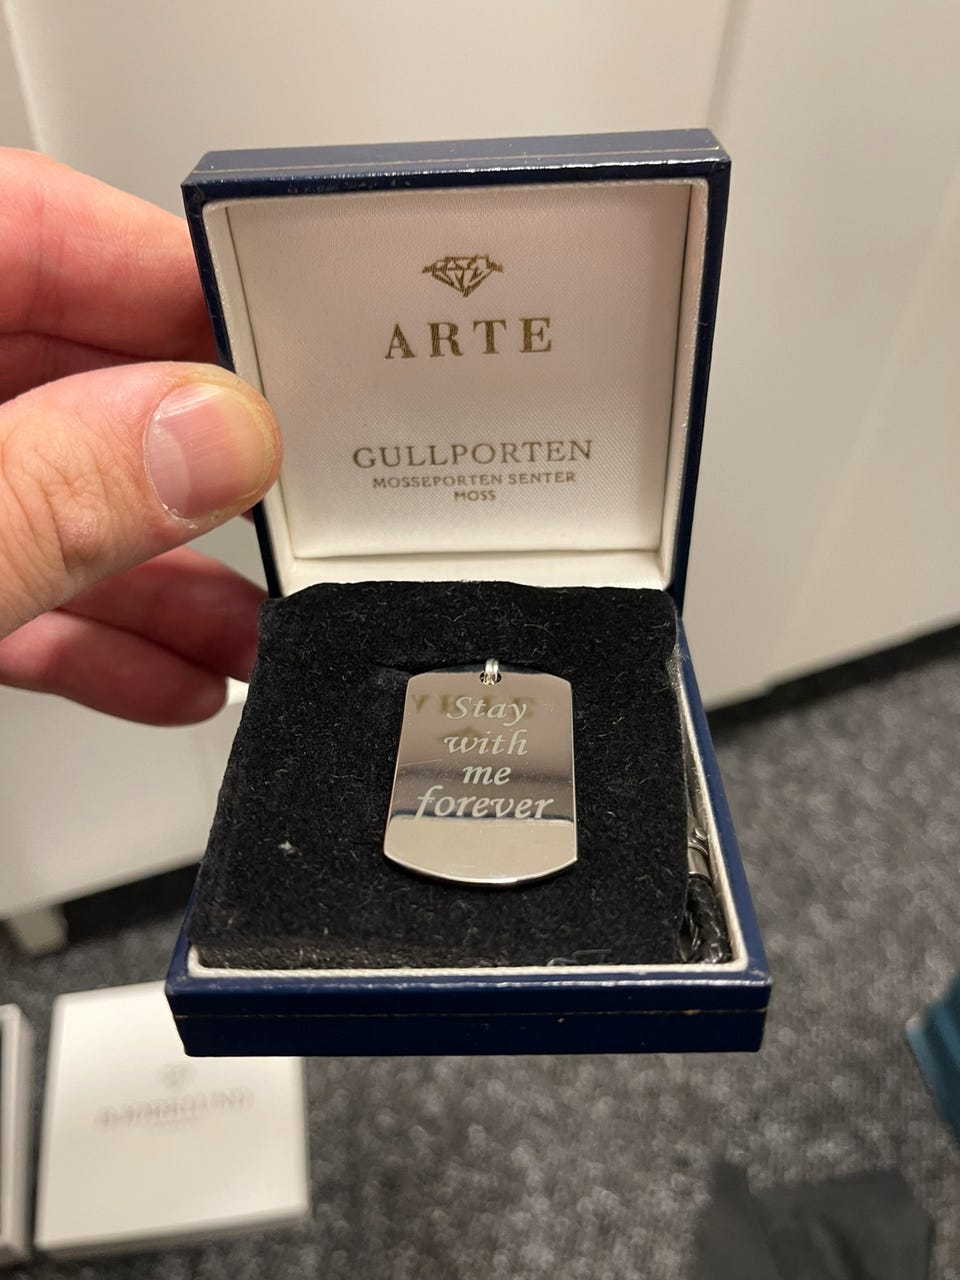 ARTE
GULLPORTEN
MOSSEPORTEN SENTER
MOSS
Stay
with
me
forever